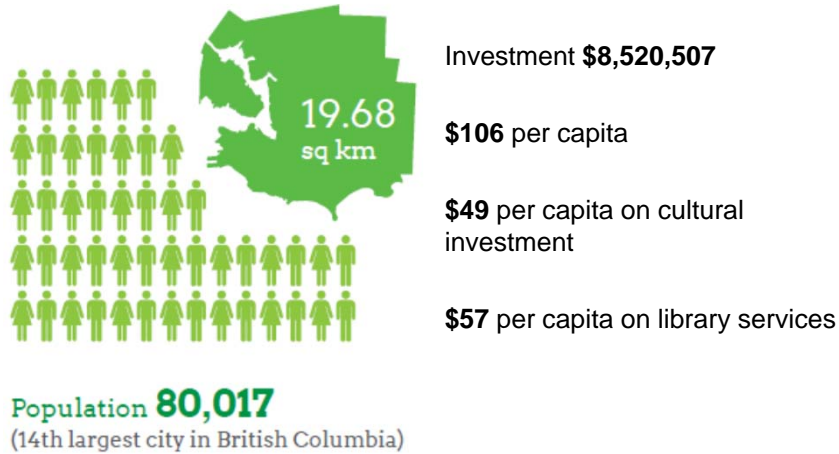 19.68
sq km
Population 80,017
(14th largest city in British Columbia)
Investment $8,520,507
$106 per capita
$49 per capita on cultural
investment
$57 per capita on library services